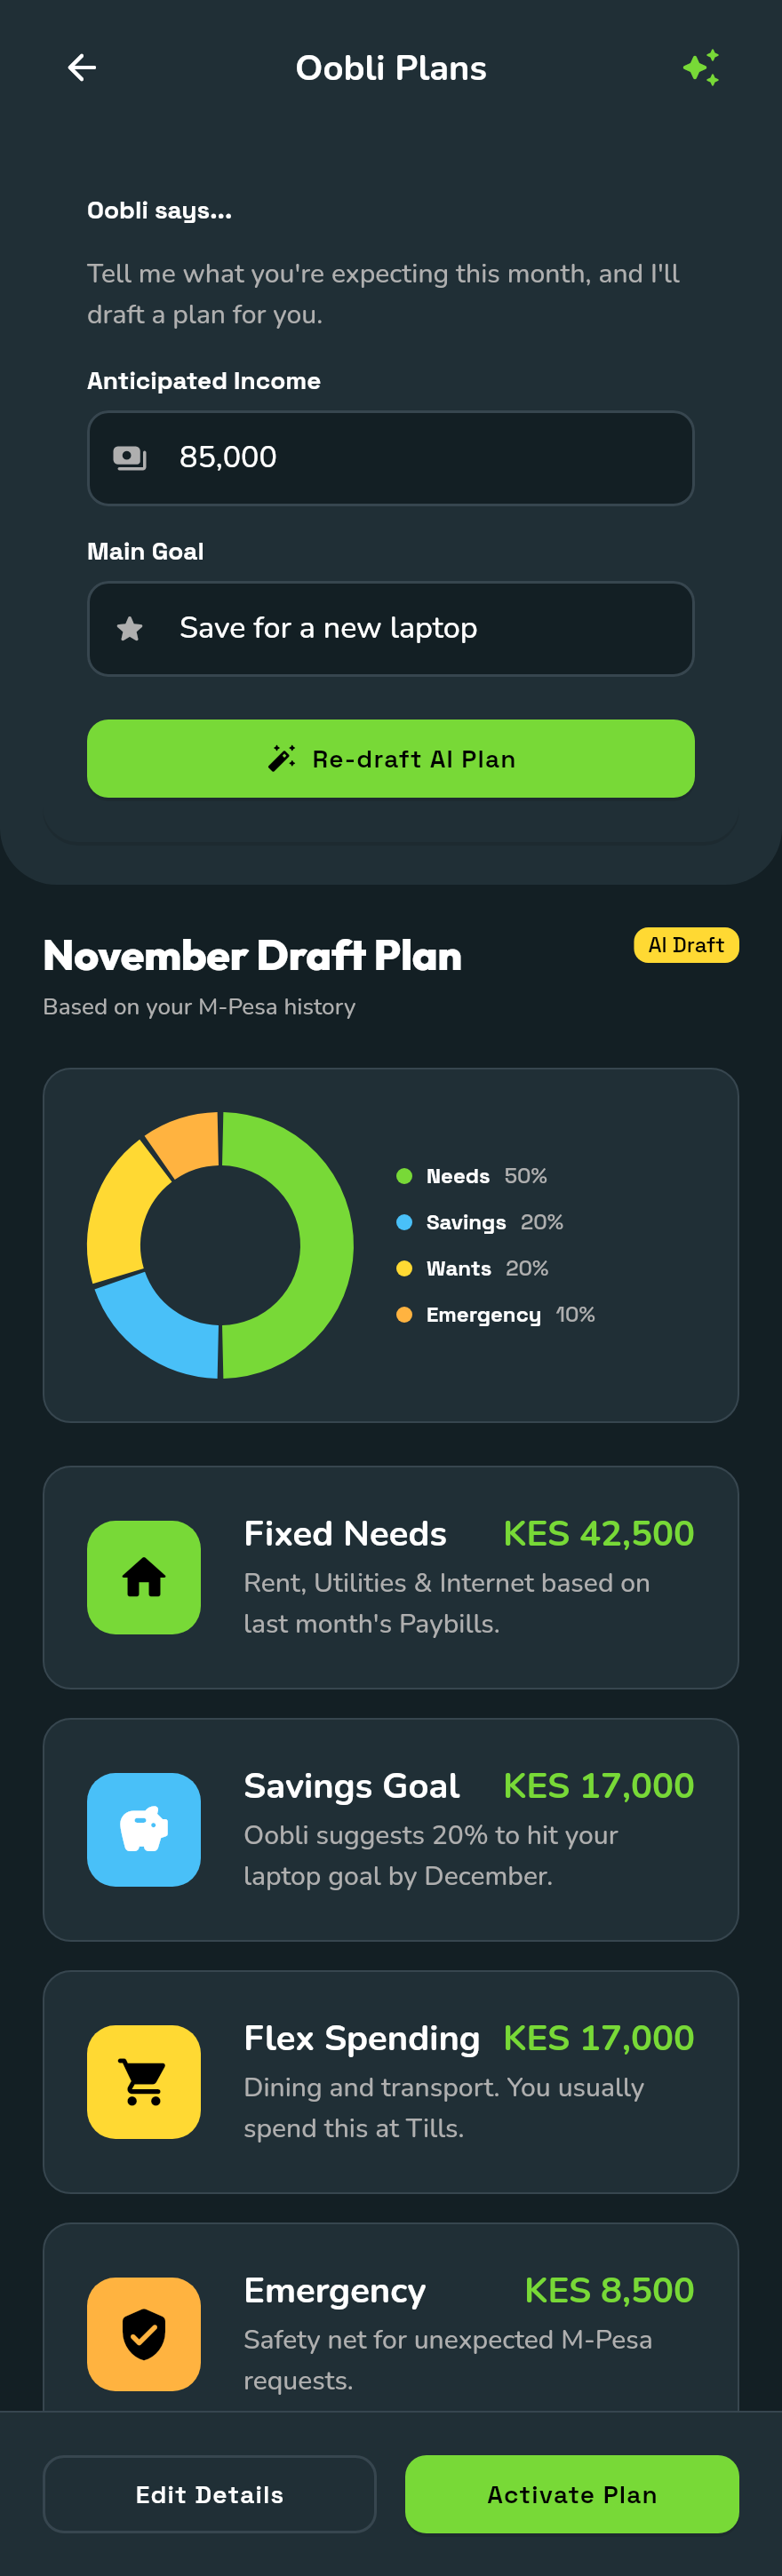 Oobli Plans
Oobli says...
Tell me what you're expecting this month, and I'll
draft a plan for you.
Anticipated Income
85,000
Main Goal
Save for a new laptop
Re-draft AI Plan
November Draft Plan
AI Draft
Based on your M-Pesa history
Needs 50%
Savings 20%
Wants 20%
Emergency 10%
Fixed Needs KES 42,500
Rent, Utilities & Internet based on
last month's Paybills.
Savings Goal KES 17,000
Oobli suggests 20% to hit your
laptop goal by December.
Flex Spending KES 17,000
Dining and transport. You usually
spend this at Tills.
Emergency KES 8,500
Safety net for unexpected M-Pesa
requests.
Edit Details
Activate Plan